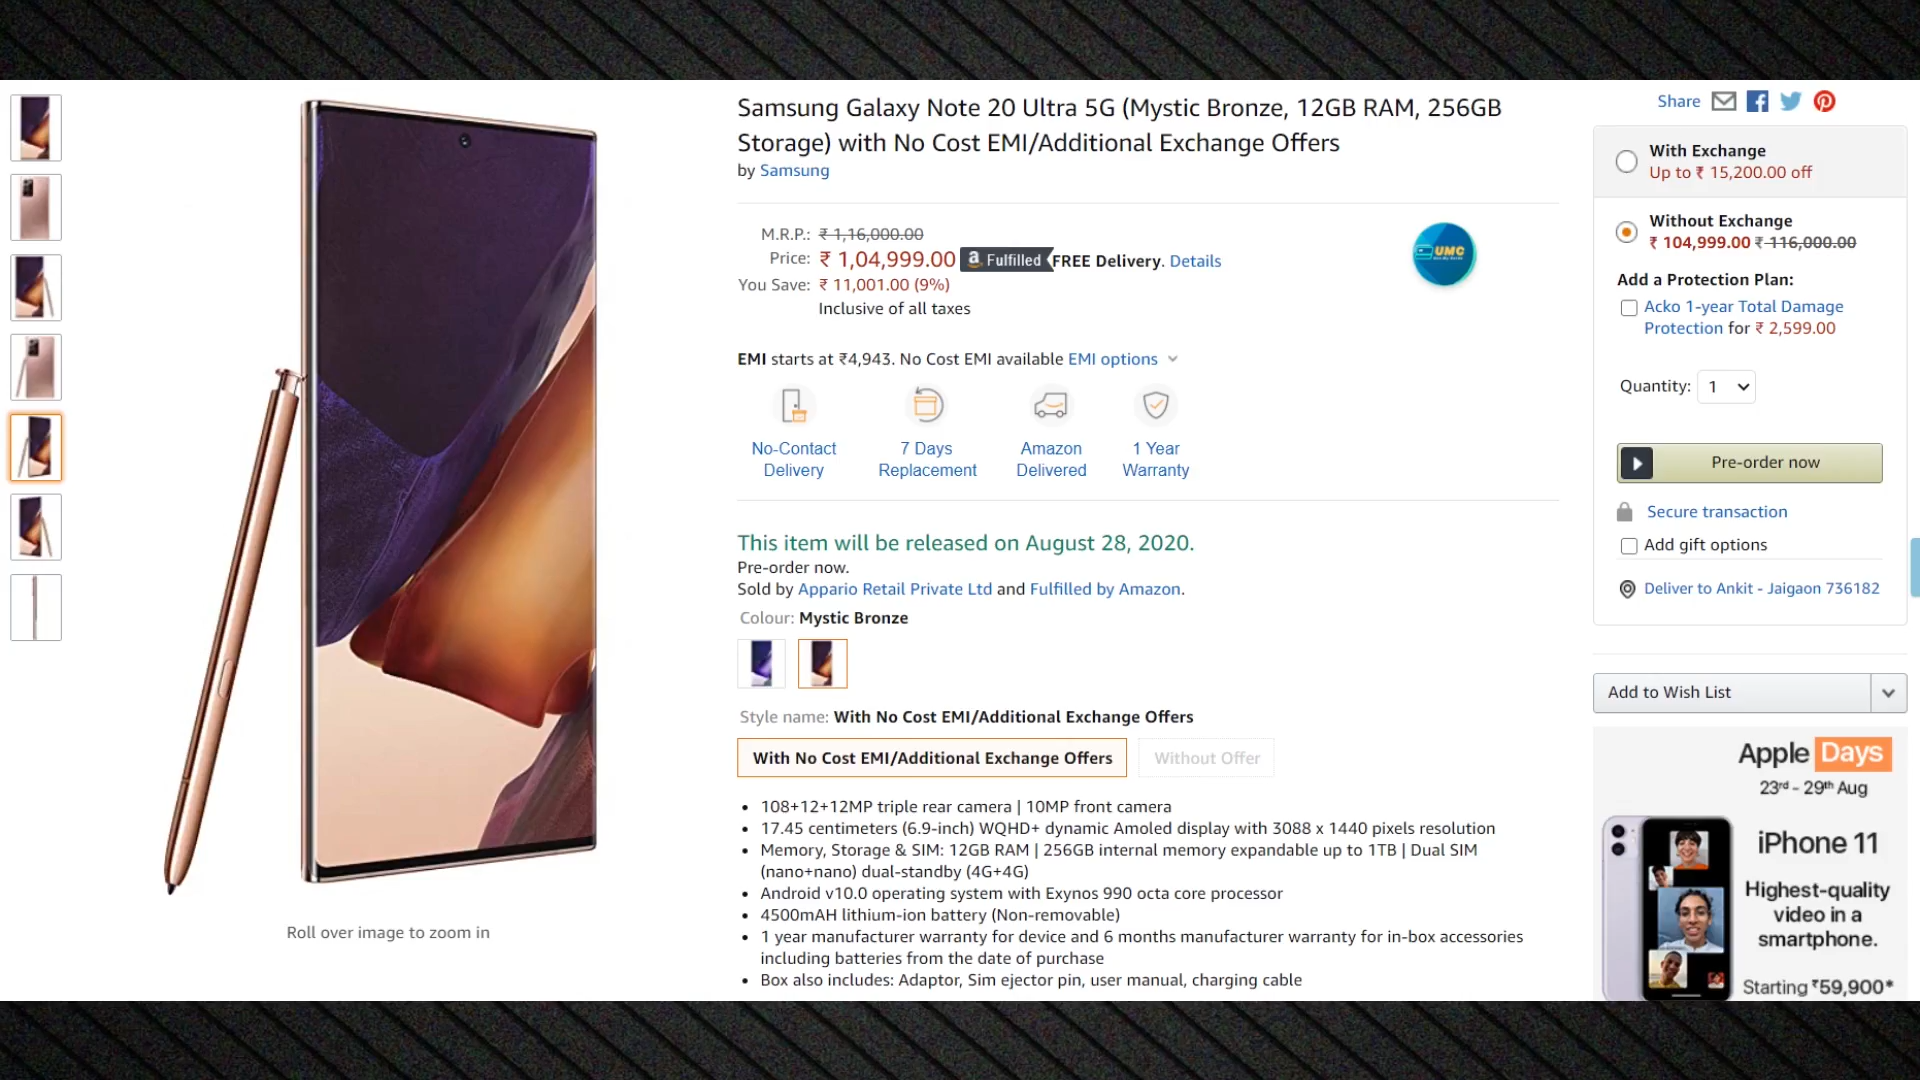 Samsung Galaxy Note 20 Ultra 5G (Mystic Bronze, 12GB RAM, 256GB
Storage) with No Cost EMI/Additional Exchange Offers
by Samsung
M.R.P.: ₹ 1,16,000.00
Price: ₹ 1,04,999.00 a Fulfilled FREE Delivery. Details
You Save: ₹ 11,001.00 (9%)
Inclusive of all taxes
UMC
EMI starts at ₹4,943. No Cost EMI available EMI options
No-Contact
Delivery
7 Days
Replacement
Amazon
Delivered
1 Year
Warranty
This item will be released on August 28, 2020.
Pre-order now.
Sold by Appario Retail Private Ltd and Fulfilled by Amazon.
Colour: Mystic Bronze
Style name: With No Cost EMI/Additional Exchange Offers
With No Cost EMI/Additional Exchange Offers
Without Offer
• 108+12+12MP triple rear camera | 10MP front camera
• 17.45 centimeters (6.9-inch) WQHD+ dynamic Amoled display with 3088 x 1440 pixels resolution
• Memory, Storage & SIM: 12GB RAM | 256GB internal memory expandable up to 1TB | Dual SIM
(nano+nano) dual-standby (4G+4G)
• Android v10.0 operating system with Exynos 990 octa core processor
• 4500mAH lithium-ion battery (Non-removable)
• 1 year manufacturer warranty for device and 6 months manufacturer warranty for in-box accessories
including batteries from the date of purchase
• Box also includes: Adaptor, Sim ejector pin, user manual, charging cable
Roll over image to zoom in
Share
With Exchange
Up to ₹ 15,200.00 off
Without Exchange
₹ 104,999.00 ₹ 116,000.00
Add a Protection Plan:
Acko 1-year Total Damage
Protection for ₹ 2,599.00
Quantity: 1
Pre-order now
Secure transaction
Add gift options
Deliver to Ankit - Jaigaon 736182
Add to Wish List
Apple Days
23rd - 29th Aug
iPhone 11
Highest-quality
video in a
smartphone.
Starting ₹59,900*